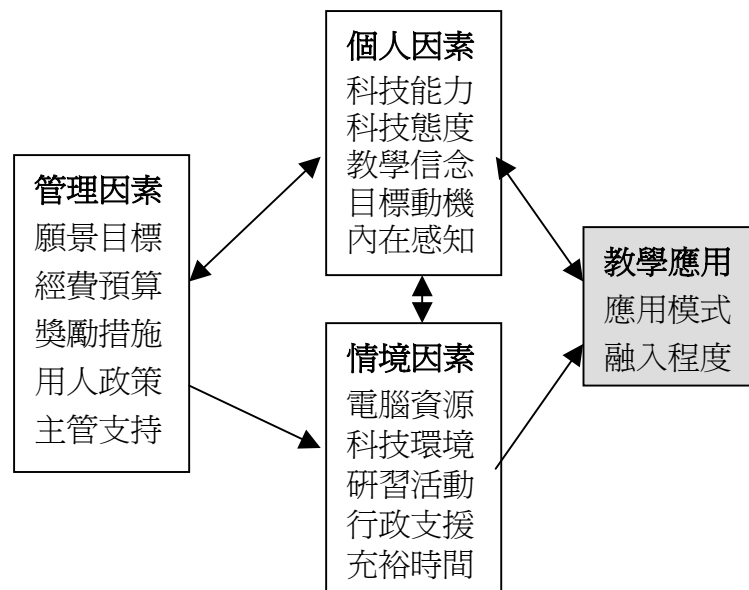 個人因素
科技能力
科技態度
教學信念
目標動機
內在感知
管理因素
願景目標
經費預算
獎勵措施
用人政策
主管支持
情境因素
電腦資源
科技環境
研習活動
行政支援
充裕時間
教學應用
應用模式
融入程度